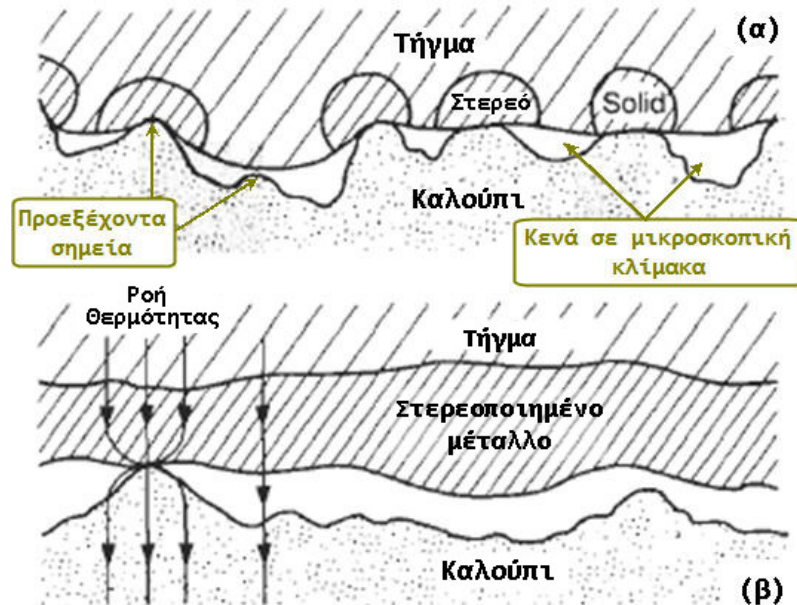 Τήγμα
(α)
Στερεό
Solid
Καλούπι
Προεξέχοντα
σημεία
Κενά σε μικροσκοπική
κλίμακα
Ροή
Θερμότητας
Τήγμα
Στερεοποιημένο
μέταλλο
Καλούπι
(β)